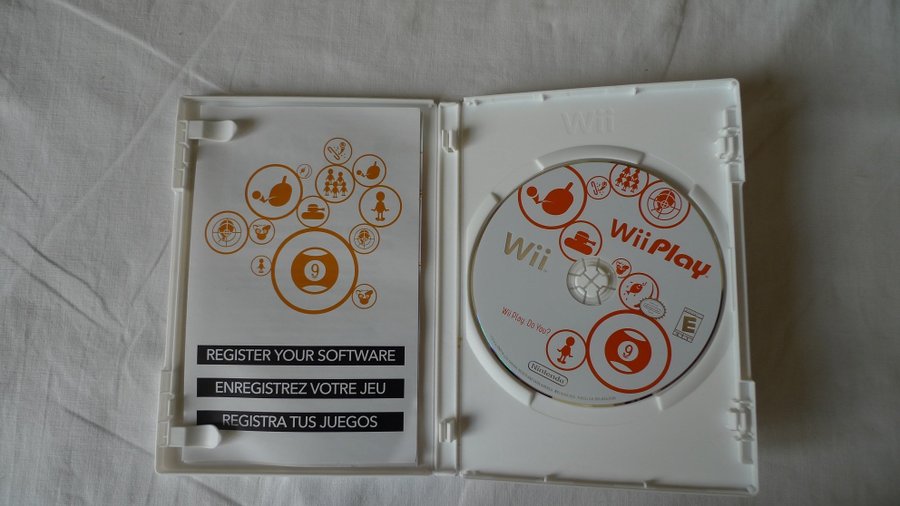 9
REGISTER YOUR SOFTWARE
ENREGISTREZ VOTRE JEU
REGISTRA TUS JUEGOS
Wii
Wii Play
Wii.
Wii Play. Do You?
E
9
Nintendo